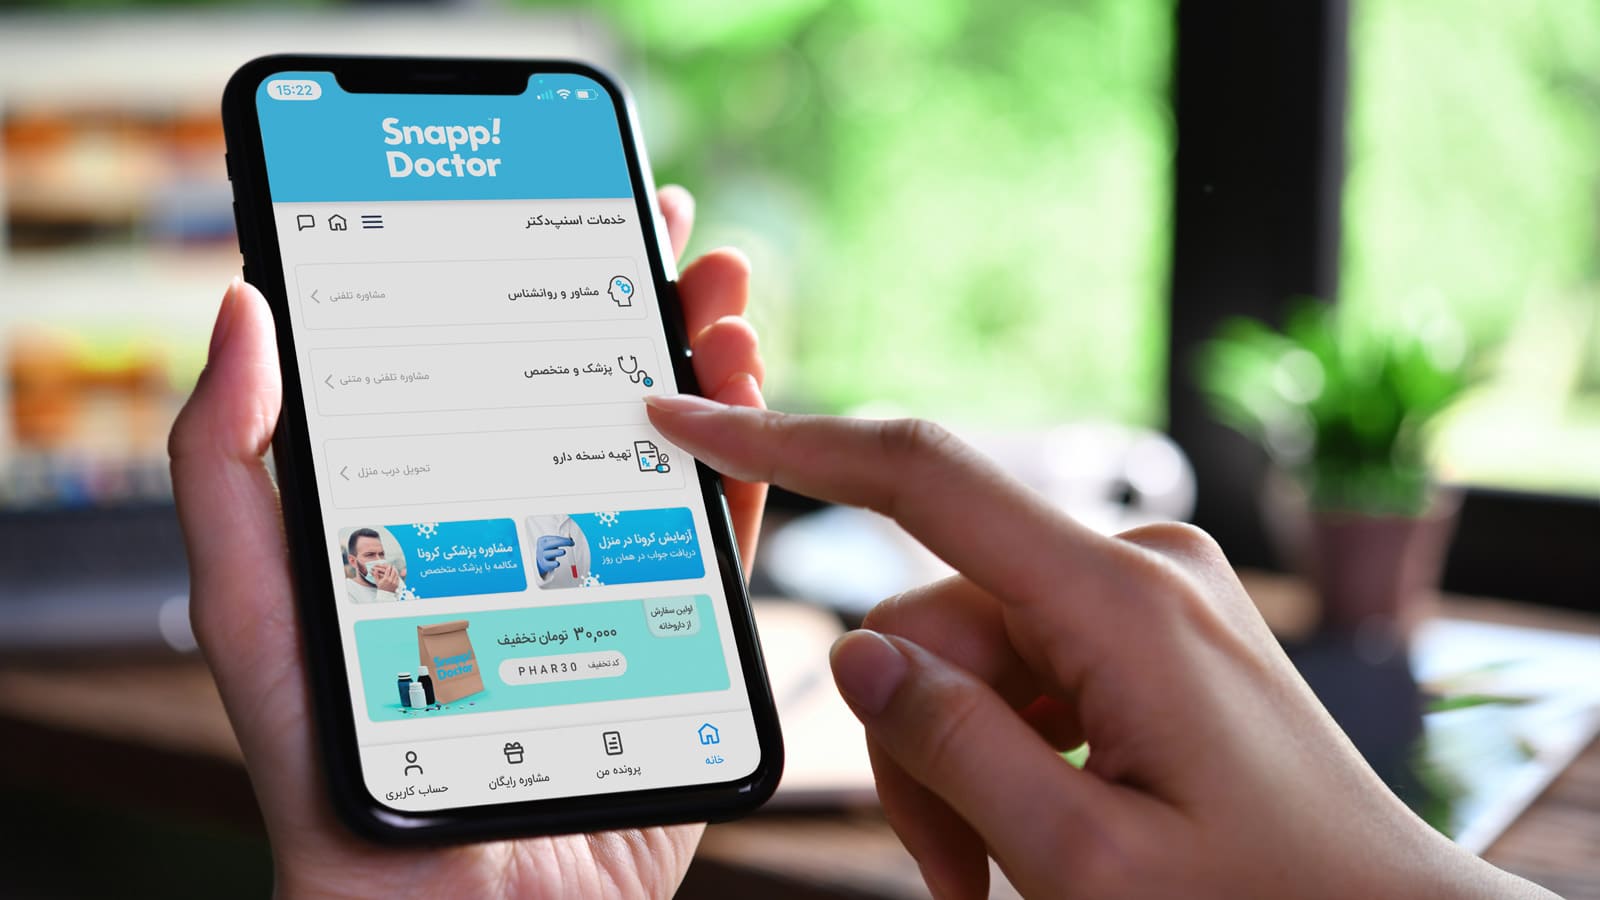 15:22
Snapp!
Doctor
خدمات اسنپ‌دکتر
مشاور و روانشناس
مشاوره تلفنی
پزشک و متخصص
مشاوره تلفنی و متنی
تهیه نسخه دارو
تحویل درب منزل
آزمایش کرونا در منزل
دریافت جواب در همان روز
مشاوره پزشکی کرونا
مکالمه با پزشک متخصص
اولین سفارش
از داروخانه
۳۰,۰۰۰ تومان تخفیف
کد تخفیف PHAR30
Snapp!
Doctor
خانه
پرونده من
مشاوره رایگان
حساب کاربری